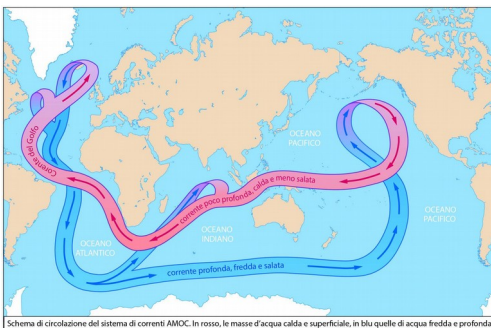 OCEANO
PACIFICO
Corrente del Golfo
corrente poco profonda, calda e meno salata
OCEANO
PACIFICO
OCEANO
INDIANO
OCEANO
ATLANTICO
corrente profonda, fredda e salata
Schema di circolazione del sistema di correnti AMOC. In rosso, le masse d'acqua calda e superficiale, in blu quelle di acqua fredda e profonda